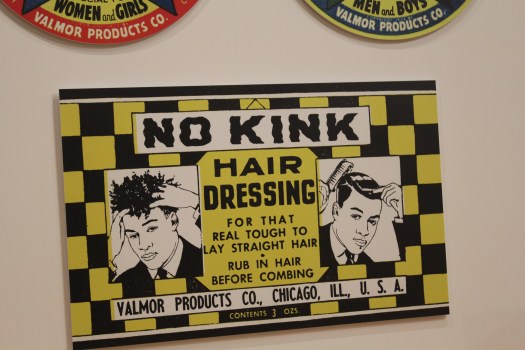 WOMEN and GIRLS
VALMOR PRODUCTS CO.
MEN and BOYS
VALMOR PRODUCTS CO.
NO KINK
HAIR
DRESSING
FOR THAT
REAL TOUGH TO
LAY STRAIGHT HAIR
•
RUB IN HAIR
BEFORE COMBING
VALMOR PRODUCTS CO., CHICAGO, ILL., U. S. A.
CONTENTS 3 OZS.